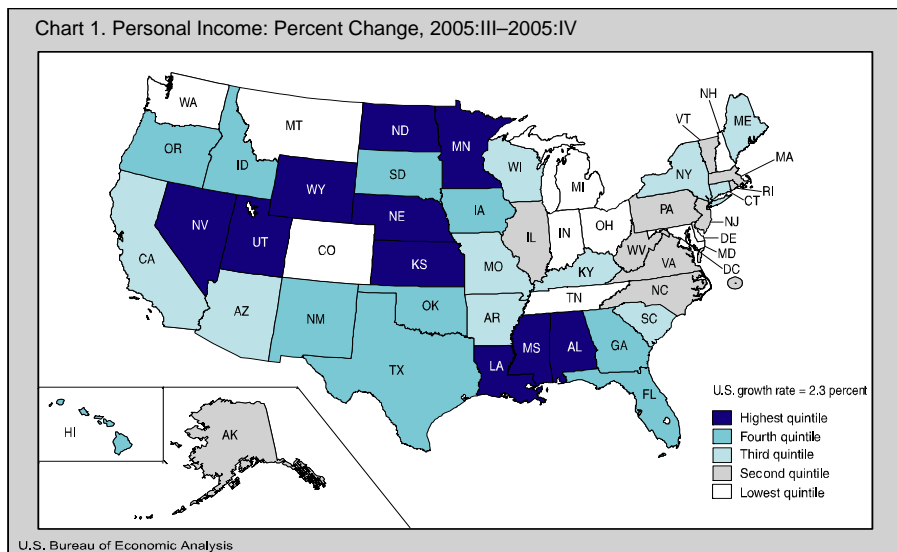 Chart 1. Personal Income: Percent Change, 2005:III–2005:IV
WA
MT
ND
MN
OR
ID
SD
WI
WY
NV
UT
CO
NE
IA
KS
CA
AZ
NM
OK
TX
MO
AR
LA
MS
AL
GA
FL
TN
KY
IL
IN
OH
MI
WV
VA
NC
SC
PA
NY
VT
NH
ME
MA
RI
CT
NJ
DE
MD
DC
HI
AK
U.S. growth rate = 2.3 percent
Highest quintile
Fourth quintile
Third quintile
Second quintile
Lowest quintile
U.S. Bureau of Economic Analysis